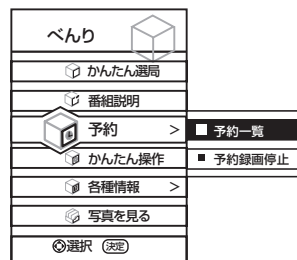 べんり
かんたん選局
番組説明
予約 >
予約一覧
かんたん操作
予約録画停止
各種情報 >
写真を見る
選択 決定